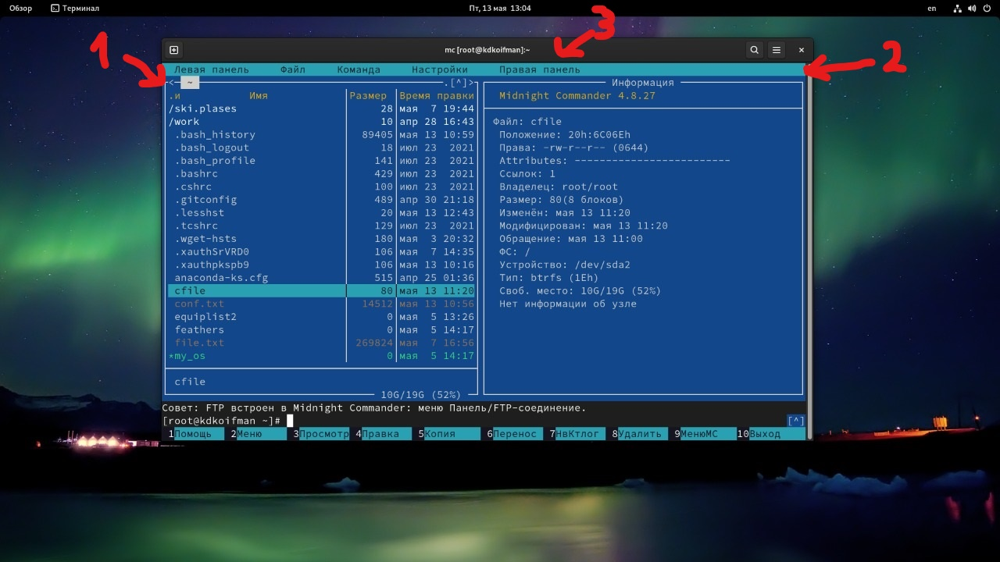 Обзор Терминал Пт, 13 мая 13:04 en
1 3 2
mc [root@kdkoifman]:~
Левая панель Файл Команда Настройки Правая панель
<─ ~ .[^]> Информация
.и Имя Размер Время правки Midnight Commander 4.8.27
/ski.plases 28 мая 7 19:44
/work 10 апр 28 16:43 Файл: cfile
.bash_history 89405 мая 13 10:59 Положение: 20h:6C06Eh
.bash_logout 18 июл 23 2021 Права: -rw-r--r-- (0644)
.bash_profile 141 июл 23 2021 Attributes: -------------------------
.bashrc 429 июл 23 2021 Ссылок: 1
.cshrc 100 июл 23 2021 Владелец: root/root
.gitconfig 489 апр 30 21:18 Размер: 80(8 блоков)
.lesshst 20 мая 13 12:43 Изменён: мая 13 11:20
.tcshrc 129 июл 23 2021 Модифицирован: мая 13 11:20
.wget-hsts 180 мая 3 20:32 Обращение: мая 13 11:00
.xauthSrVRD0 106 мая 7 14:35 ФС: /
.xauthpkspb9 106 мая 13 10:16 Устройство: /dev/sda2
anaconda-ks.cfg 515 апр 25 01:36 Тип: btrfs (1Eh)
cfile 80 мая 13 11:20 Своб. место: 10G/19G (52%)
conf.txt 14512 мая 13 10:56 Нет информации об узле
equiplist2 0 мая 5 13:26
feathers 0 мая 5 14:17
file.txt 269824 мая 7 16:56
*my_os 0 мая 5 14:17
cfile
10G/19G (52%)
Совет: FTP встроен в Midnight Commander: меню Панель/FTP-соединение.
[root@kdkoifman ~]# [^]
1Помощь 2Меню 3Просмотр 4Правка 5Копия 6Перенос 7НвКтлог 8Удалить 9МенюМС 10Выход